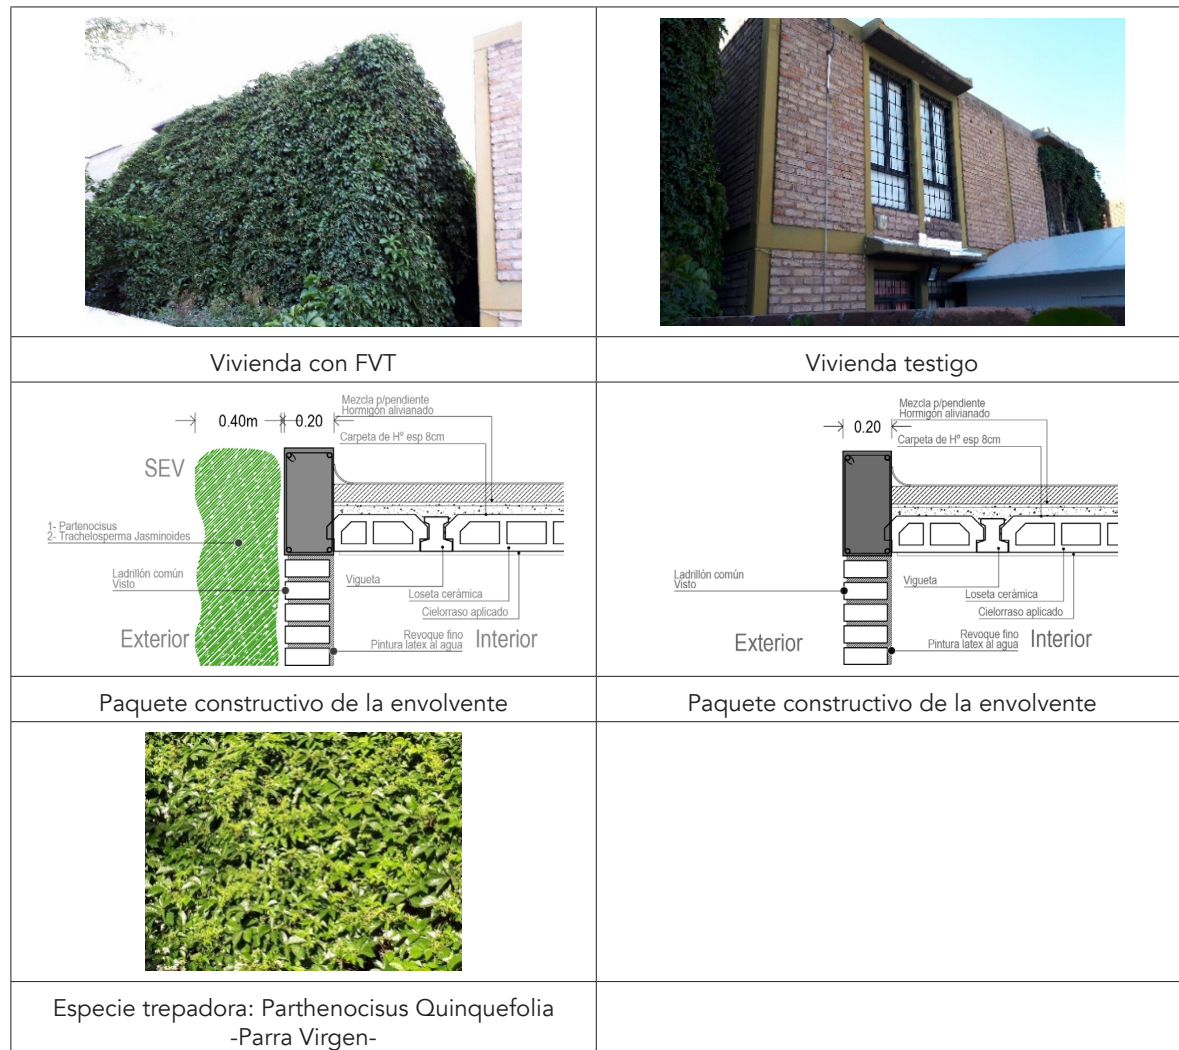 Vivienda con FVT
Vivienda testigo
0.40m
0.20
Mezcla p/pendiente
Hormigón alivianado
Carpeta de Hº esp 8cm
SEV
1- Partenocisus
2- Trachelosperma Jasminoides
Ladrillón común
Visto
Vigueta
Loseta cerámica
Cielorraso aplicado
Exterior
Revoque fino
Pintura latex al agua
Interior
0.20
Mezcla p/pendiente
Hormigón alivianado
Carpeta de Hº esp 8cm
Ladrillón común
Visto
Vigueta
Loseta cerámica
Cielorraso aplicado
Exterior
Revoque fino
Pintura latex al agua
Interior
Paquete constructivo de la envolvente
Paquete constructivo de la envolvente
Especie trepadora: Parthenocisus Quinquefolia
-Parra Virgen-